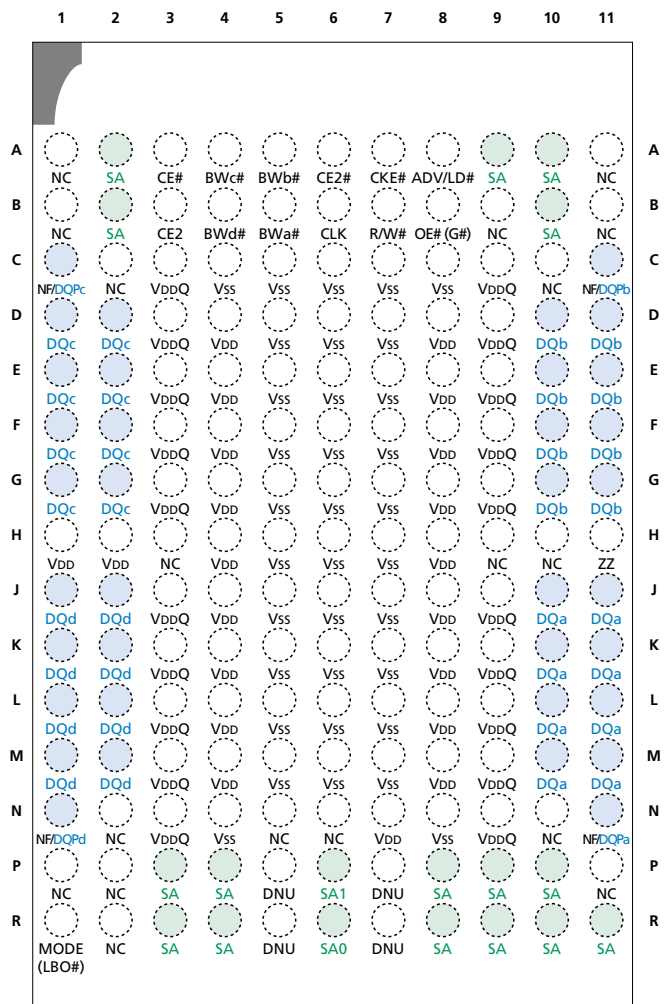 1 2 3 4 5 6 7 8 9 10 11
A A
NC SA CE# BWc# BWb# CE2# CKE# ADV/LD# SA SA NC
B B
NC SA CE2 BWd# BWa# CLK R/W# OE# (G#) NC SA NC
C C
NF/DQPc NC VDDQ VSS VSS VSS VSS VSS VDDQ NC NF/DQPb
D D
DQc DQc VDDQ VDD VSS VSS VSS VDD VDDQ DQb DQb
E E
DQc DQc VDDQ VDD VSS VSS VSS VDD VDDQ DQb DQb
F F
DQc DQc VDDQ VDD VSS VSS VSS VDD VDDQ DQb DQb
G G
DQc DQc VDDQ VDD VSS VSS VSS VDD VDDQ DQb DQb
H H
VDD VDD NC VDD VSS VSS VSS VDD NC NC ZZ
J J
DQd DQd VDDQ VDD VSS VSS VSS VDD VDDQ DQa DQa
K K
DQd DQd VDDQ VDD VSS VSS VSS VDD VDDQ DQa DQa
L L
DQd DQd VDDQ VDD VSS VSS VSS VDD VDDQ DQa DQa
M M
DQd DQd VDDQ VDD VSS VSS VSS VDD VDDQ DQa DQa
N N
NF/DQPd NC VDDQ VSS NC NC VDD VSS VDDQ NC NF/DQPa
P P
NC NC SA SA DNU SA1 DNU SA SA SA NC
R R
MODE NC SA SA DNU SA0 DNU SA SA SA SA
(LBO#)